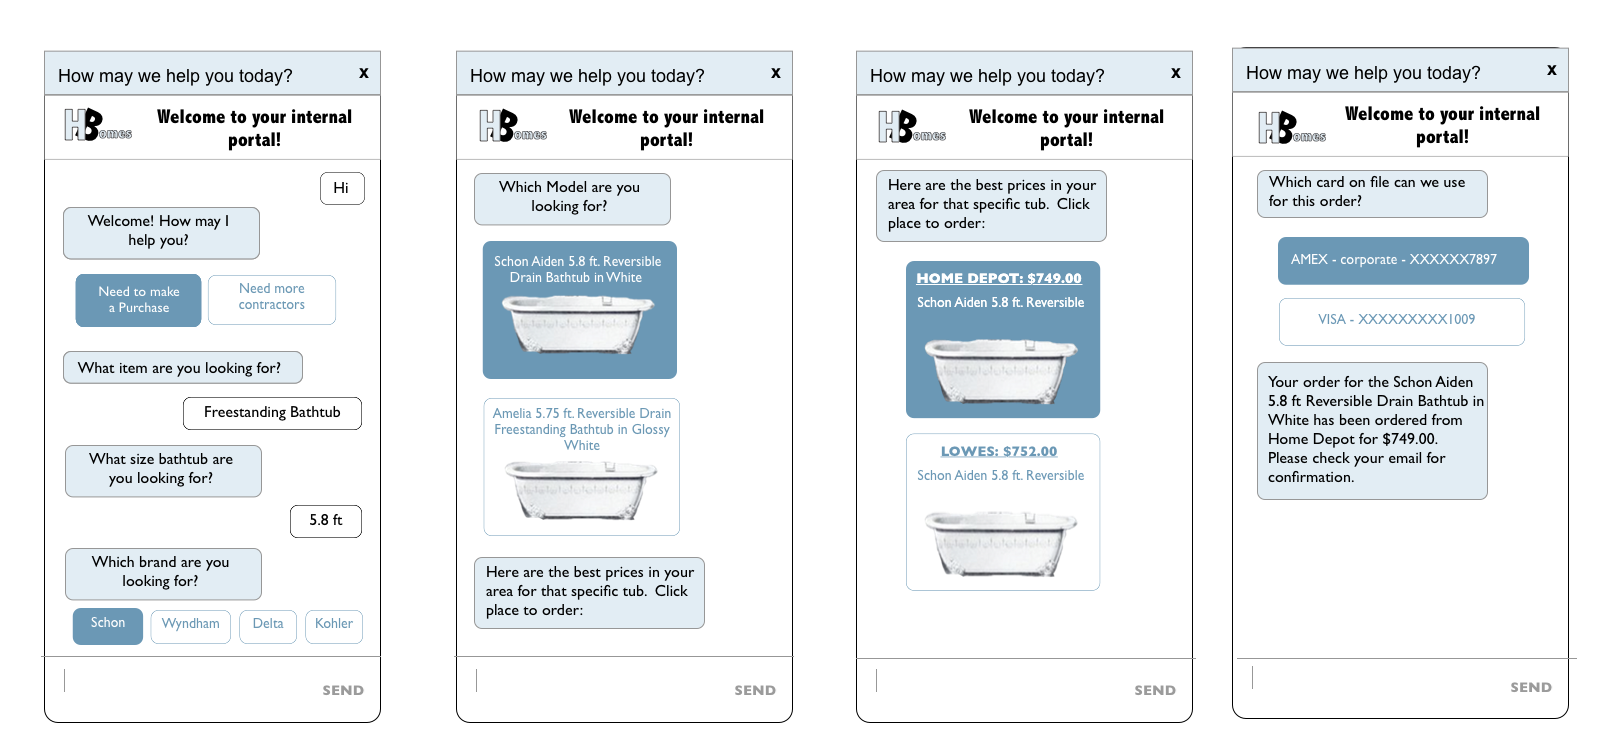 How may we help you today?
x
HBomes
Welcome to your internal
portal!
Hi
Welcome! How may I
help you?
Need to make
a Purchase
Need more
contractors
What item are you looking for?
Freestanding Bathtub
What size bathtub are
you looking for?
5.8 ft
Which brand are you
looking for?
Schon
Wyndham
Delta
Kohler
SEND
How may we help you today?
x
HBomes
Welcome to your internal
portal!
Which Model are you
looking for?
Schon Aiden 5.8 ft. Reversible
Drain Bathtub in White
Amelia 5.75 ft. Reversible Drain
Freestanding Bathtub in Glossy
White
Here are the best prices in your
area for that specific tub. Click
place to order:
SEND
How may we help you today?
x
HBomes
Welcome to your internal
portal!
Here are the best prices in your
area for that specific tub. Click
place to order:
HOME DEPOT: $749.00
Schon Aiden 5.8 ft. Reversible
LOWES: $752.00
Schon Aiden 5.8 ft. Reversible
SEND
How may we help you today?
x
HBomes
Welcome to your internal
portal!
Which card on file can we use
for this order?
AMEX - corporate - XXXXXX7897
VISA - XXXXXXXXX1009
Your order for the Schon Aiden
5.8 ft Reversible Drain Bathtub in
White has been ordered from
Home Depot for $749.00.
Please check your email for
confirmation.
SEND